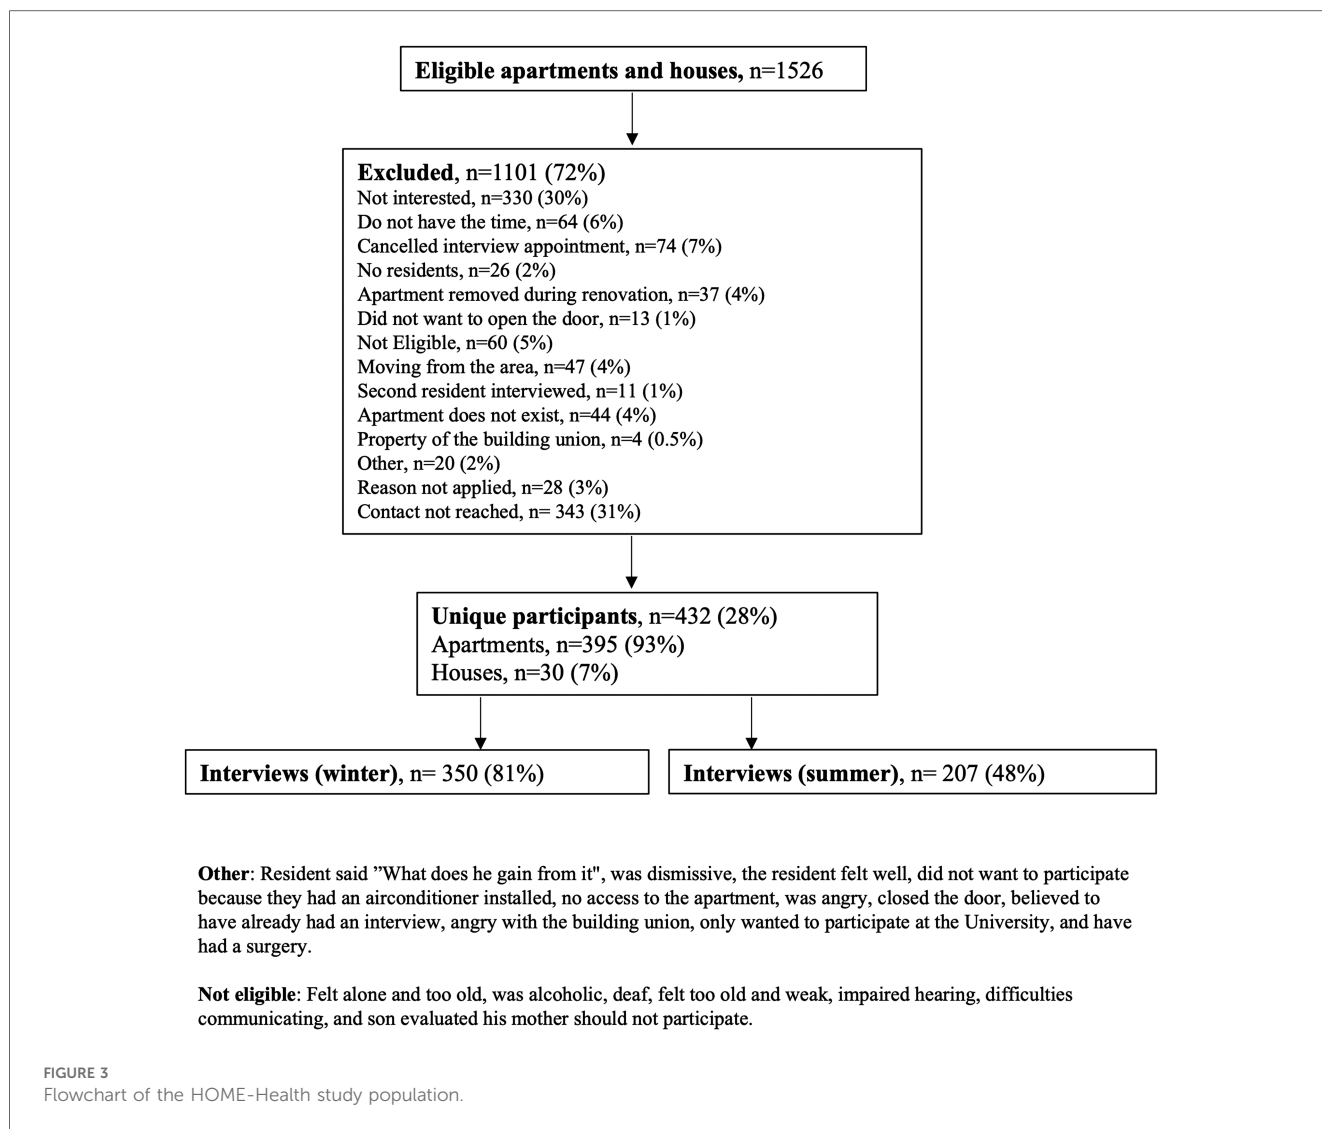 Eligible apartments and houses, n=1526
Excluded, n=1101 (72%)
Not interested, n=330 (30%)
Do not have the time, n=64 (6%)
Cancelled interview appointment, n=74 (7%)
No residents, n=26 (2%)
Apartment removed during renovation, n=37 (4%)
Did not want to open the door, n=13 (1%)
Not Eligible, n=60 (5%)
Moving from the area, n=47 (4%)
Second resident interviewed, n=11 (1%)
Apartment does not exist, n=44 (4%)
Property of the building union, n=4 (0.5%)
Other, n=20 (2%)
Reason not applied, n=28 (3%)
Contact not reached, n= 343 (31%)
Unique participants, n=432 (28%)
Apartments, n=395 (93%)
Houses, n=30 (7%)
Interviews (winter), n= 350 (81%)
Interviews (summer), n= 207 (48%)
Other: Resident said ”What does he gain from it", was dismissive, the resident felt well, did not want to participate
because they had an airconditioner installed, no access to the apartment, was angry, closed the door, believed to
have already had an interview, angry with the building union, only wanted to participate at the University, and have
had a surgery.
Not eligible: Felt alone and too old, was alcoholic, deaf, felt too old and weak, impaired hearing, difficulties
communicating, and son evaluated his mother should not participate.
FIGURE 3
Flowchart of the HOME-Health study population.